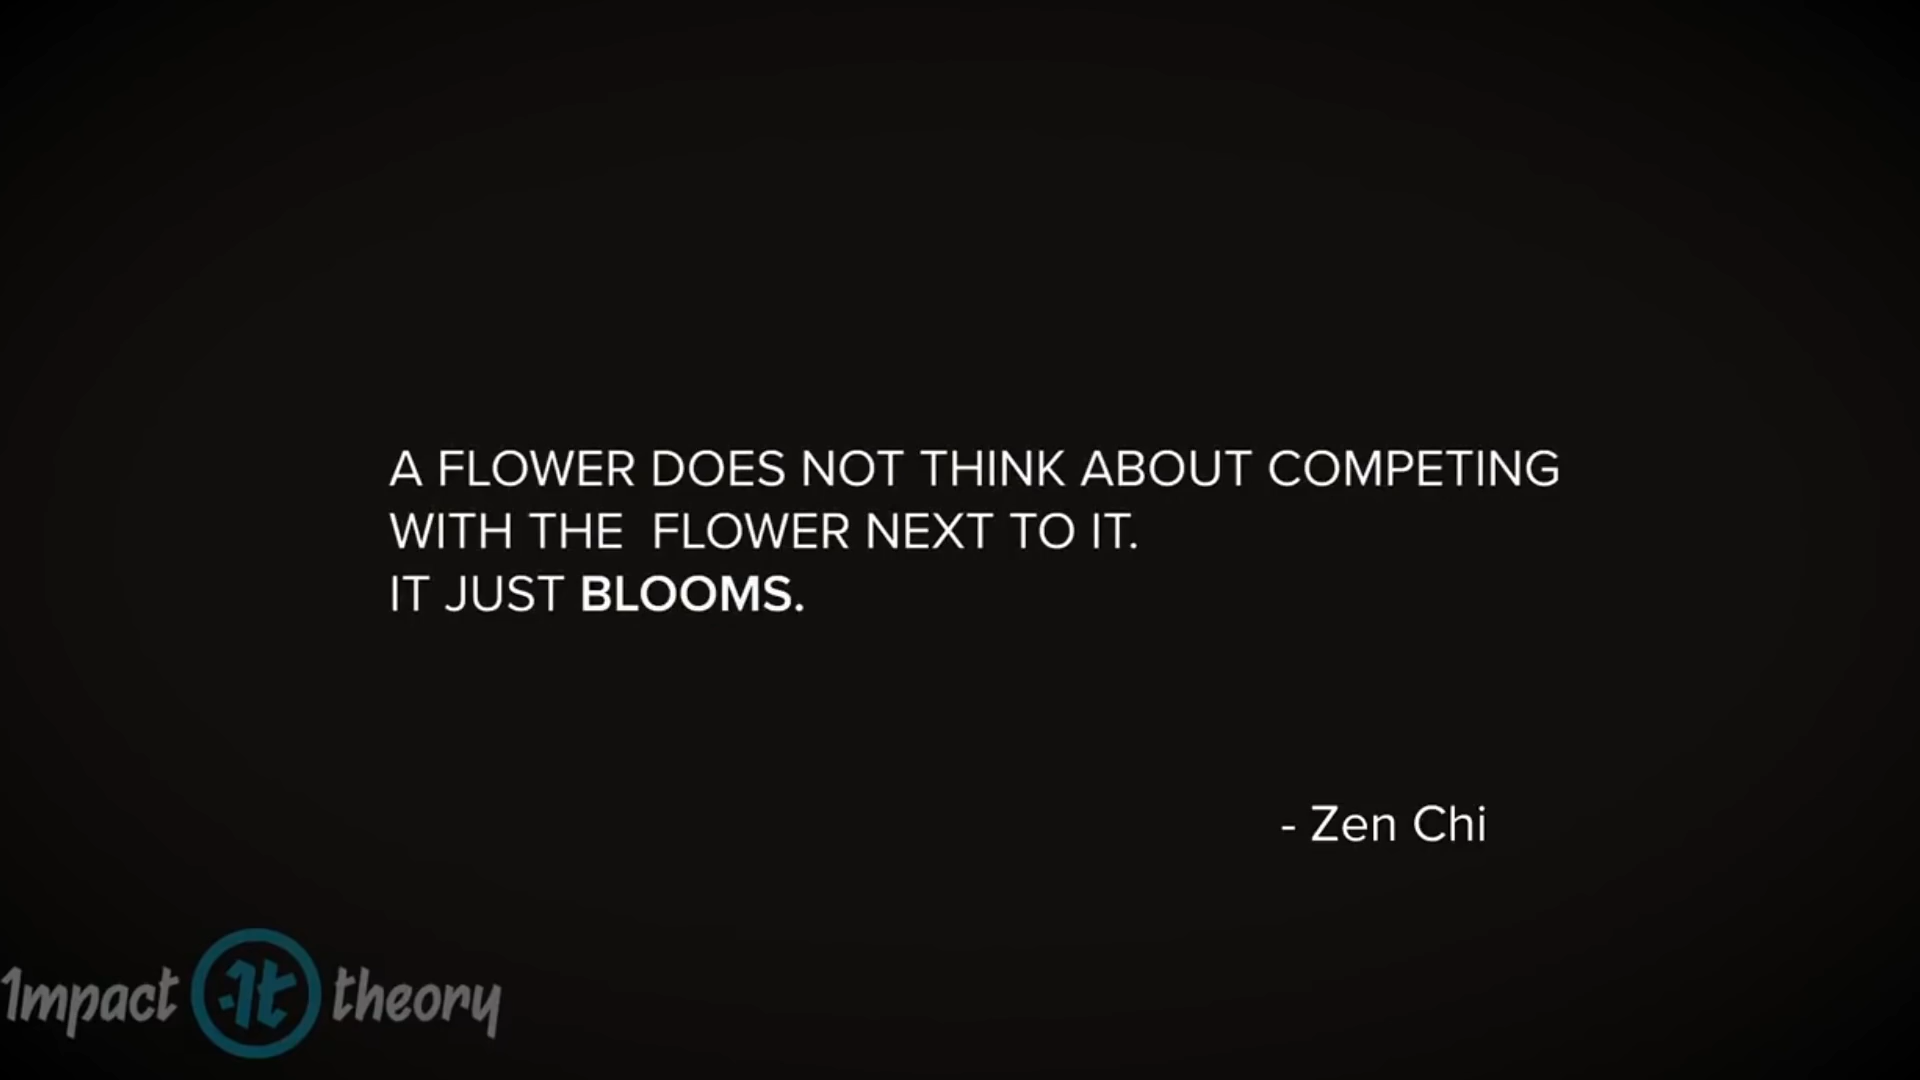 A FLOWER DOES NOT THINK ABOUT COMPETING
WITH THE  FLOWER NEXT TO IT.
IT JUST BLOOMS.
- Zen Chi
Impact It theory